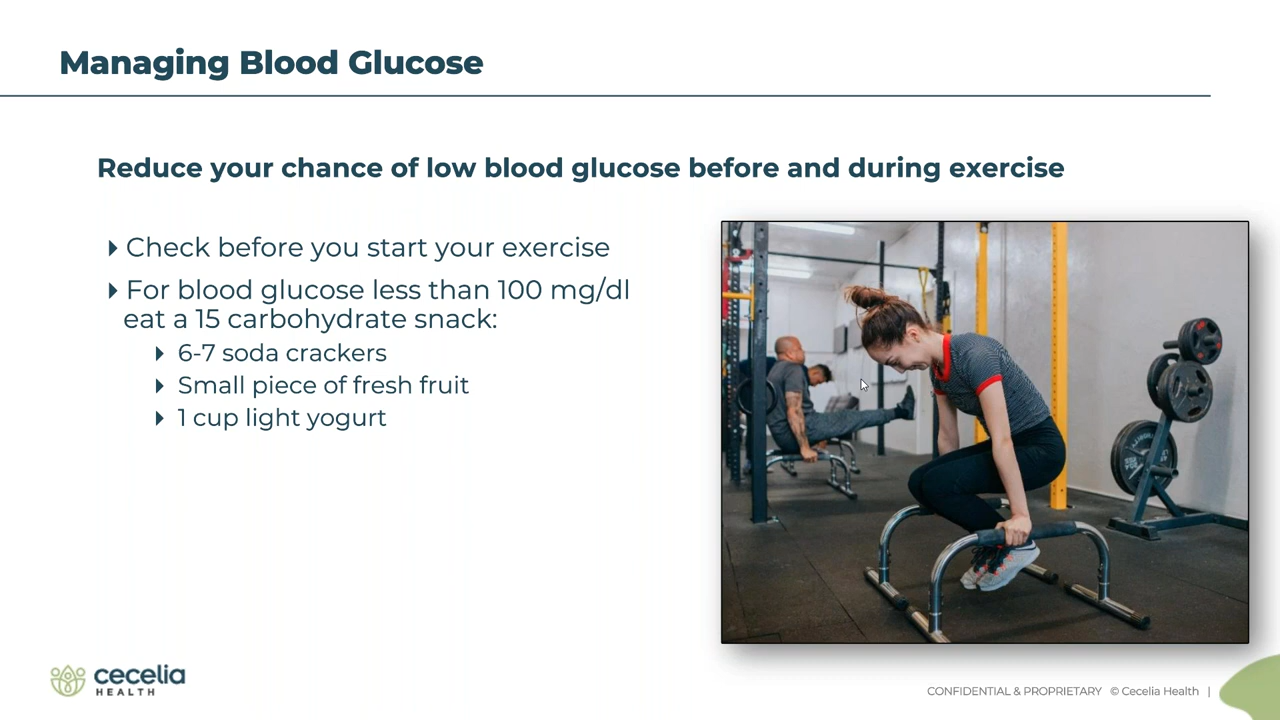 Managing Blood Glucose
Reduce your chance of low blood glucose before and during exercise
Check before you start your exercise
For blood glucose less than 100 mg/dl
eat a 15 carbohydrate snack:
6-7 soda crackers
Small piece of fresh fruit
1 cup light yogurt
cecelia
HEALTH
CONFIDENTIAL & PROPRIETARY © Cecelia Health |